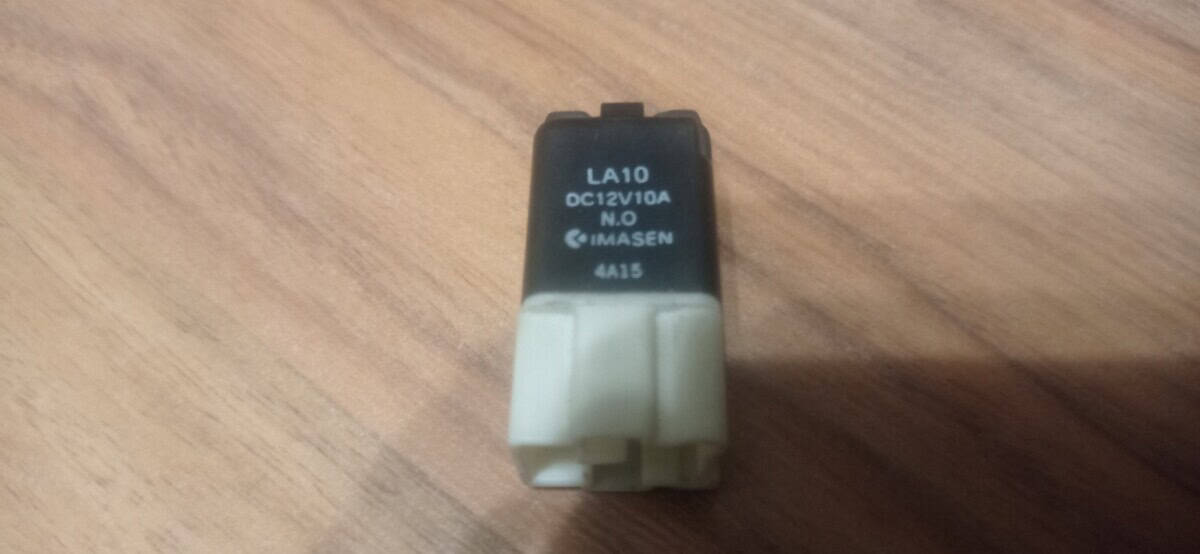 LA10
DC12V10A
N.O
IMASEN
4A15